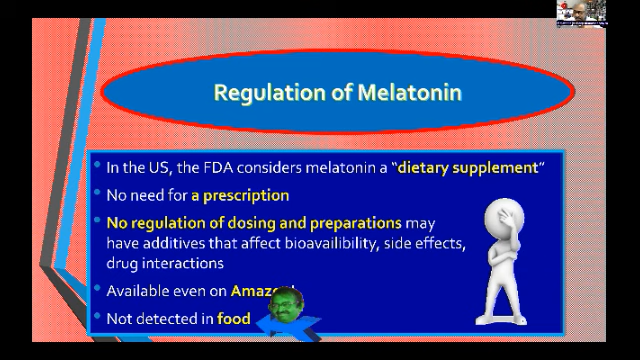 Regulation of Melatonin
In the US, the FDA considers melatonin a “dietary supplement”
No need for a prescription
No regulation of dosing and preparations may
have additives that affect bioavailibility, side effects,
drug interactions
Available even on
Not detected in food